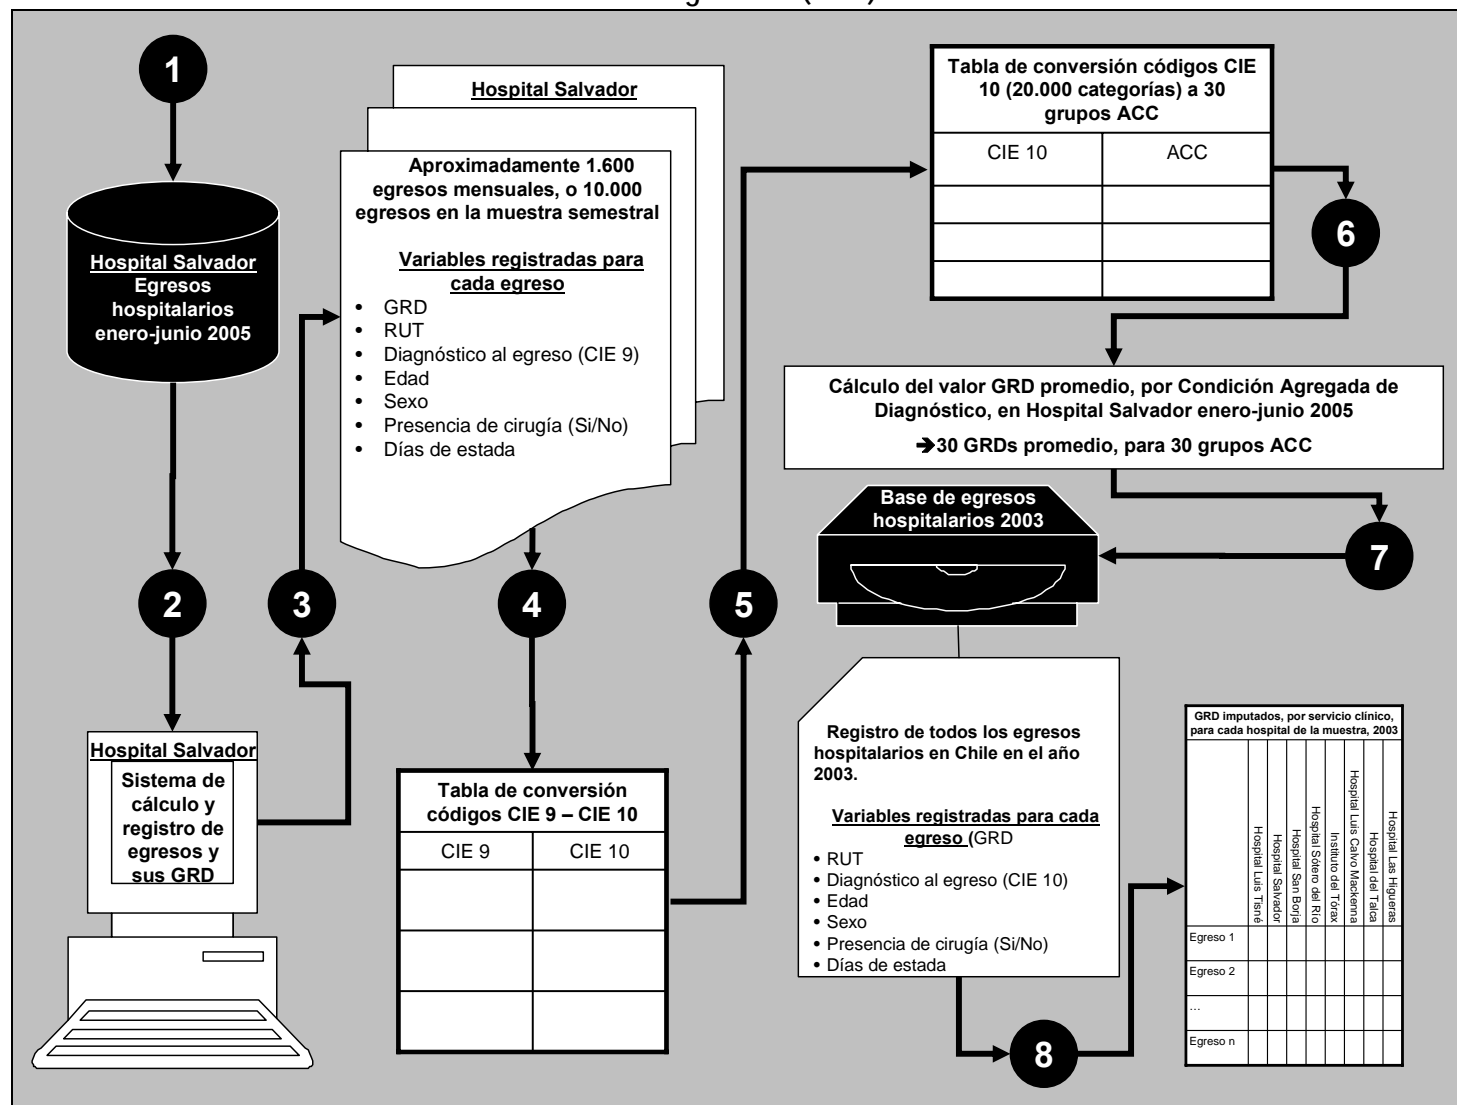 1
Hospital Salvador
Egresos
hospitalarios
enero-junio 2005
2
Hospital Salvador
Sistema de
cálculo y
registro de
egresos y
sus GRD
3
Hospital Salvador
Aproximadamente 1.600
egresos mensuales, o 10.000
egresos en la muestra semestral
Variables registradas para
cada egreso
• GRD
• RUT
• Diagnóstico al egreso (CIE 9)
• Edad
• Sexo
• Presencia de cirugía (Si/No)
• Días de estada
4
Tabla de conversión
códigos CIE 9 – CIE 10
CIE 9 CIE 10
5
Tabla de conversión códigos CIE
10 (20.000 categorías) a 30
grupos ACC
CIE 10 ACC
6
Cálculo del valor GRD promedio, por Condición Agregada de
Diagnóstico, en Hospital Salvador enero-junio 2005
➔30 GRDs promedio, para 30 grupos ACC
7
Base de egresos
hospitalarios 2003
Registro de todos los egresos
hospitalarios en Chile en el año
2003.
Variables registradas para cada
egreso (GRD
• RUT
• Diagnóstico al egreso (CIE 10)
• Edad
• Sexo
• Presencia de cirugía (Si/No)
• Días de estada
8
GRD imputados, por servicio clínico,
para cada hospital de la muestra, 2003
Hospital Luis Tisné
Hospital Salvador
Hospital San Borja
Hospital Sótero del Río
Instituto del Tórax
Hospital Luis Calvo Mackenna
Hospital del Talca
Hospital Las Higueras
Egreso 1
Egreso 2
…
Egreso n